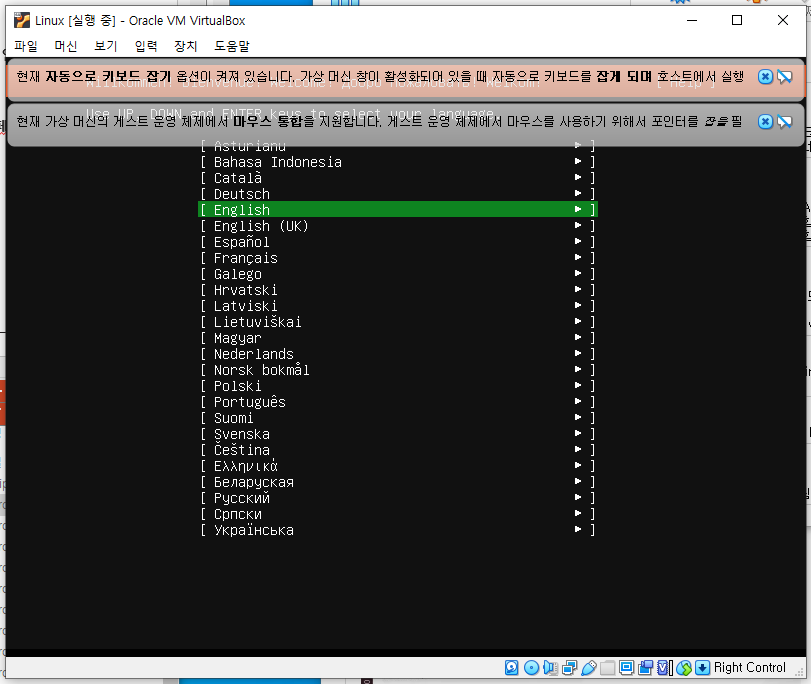 Linux [실행 중] - Oracle VM VirtualBox
파일 머신 보기 입력 장치 도움말
현재 자동으로 키보드 잡기 옵션이 켜져 있습니다. 가상 머신 창이 활성화되어 있을 때 자동으로 키보드를 잡게 되며 호스트에서 실행
Willkommen! Bienvenue! Welcome! Добро пожаловать! Welkom! [ Help ]
Use UP, DOWN and ENTER keys to select your language.
현재 가상 머신의 게스트 운영 체제에서 마우스 통합을 지원합니다. 게스트 운영 체제에서 마우스를 사용하기 위해서 포인터를 잡을 필
[ Asturianu ► ]
[ Bahasa Indonesia ► ]
[ Català ► ]
[ Deutsch ► ]
[ English ► ]
[ English (UK) ► ]
[ Español ► ]
[ Français ► ]
[ Galego ► ]
[ Hrvatski ► ]
[ Latviski ► ]
[ Lietuviškai ► ]
[ Magyar ► ]
[ Nederlands ► ]
[ Norsk bokmål ► ]
[ Polski ► ]
[ Português ► ]
[ Suomi ► ]
[ Svenska ► ]
[ Čeština ► ]
[ Ελληνικά ► ]
[ Беларуская ► ]
[ Русский ► ]
[ Српски ► ]
[ Українська ► ]
Right Control